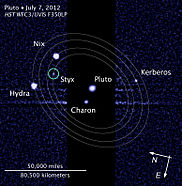 Pluto • July 7, 2012
HST WFC3/UVIS F350LP
Nix
Styx
Pluto
Kerberos
Hydra
Charon
50,000 miles
80,500 kilometers
N
E